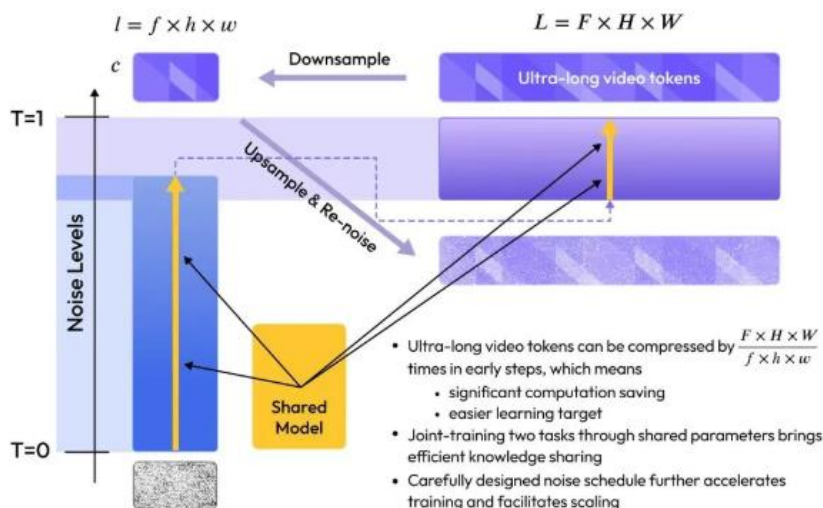 l = f × h × w
L = F × H × W
c
Downsample
Ultra-long video tokens
T=1
Upsample & Re-noise
Noise Levels
Shared
Model
T=0
• Ultra-long video tokens can be compressed by F × H × W / f × h × w
times in early steps, which means
• significant computation saving
• easier learning target
• Joint-training two tasks through shared parameters brings
efficient knowledge sharing
• Carefully designed noise schedule further accelerates
training and facilitates scaling